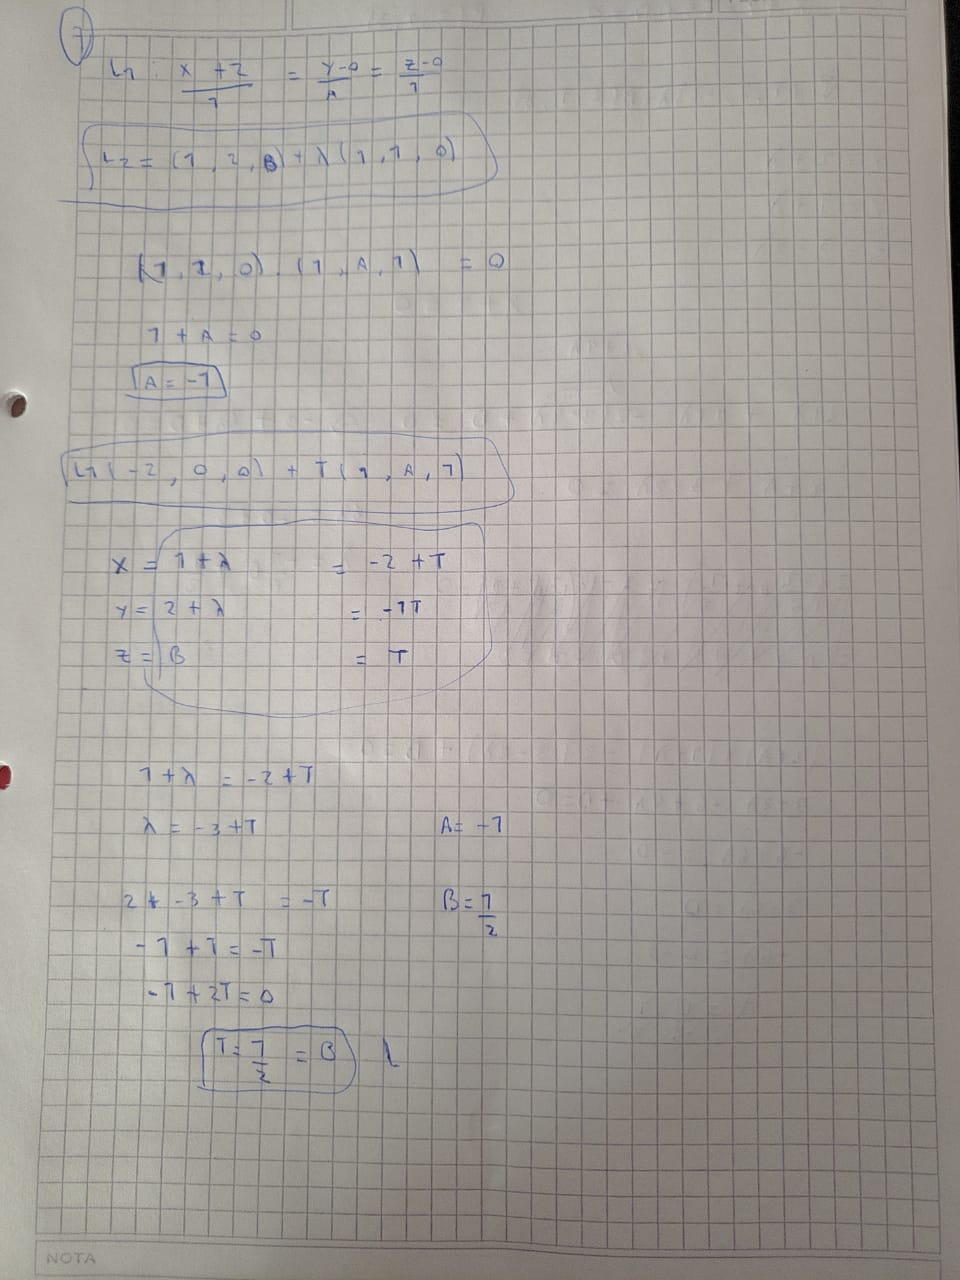 1
L1 : x + 2 / 1 = y-0 / A = z-0 / 1
L2 = (1, 2, B) + λ(1, 1, 0)
(1, 1, 0) · (1, A, 1) = 0
1 + A = 0
A = -1
L1 (-2, 0, 0) + T (1, A, 1)
x = 1 + λ = -2 + T
y = 2 + λ = -1T
z = B = T
1 + λ = -2 + T
λ = -3 + T A = -1
2 + -3 + T = -T B = 1/2
-1 + T = -T
-1 + 2T = 0
T = 1/2 = B
NOTA